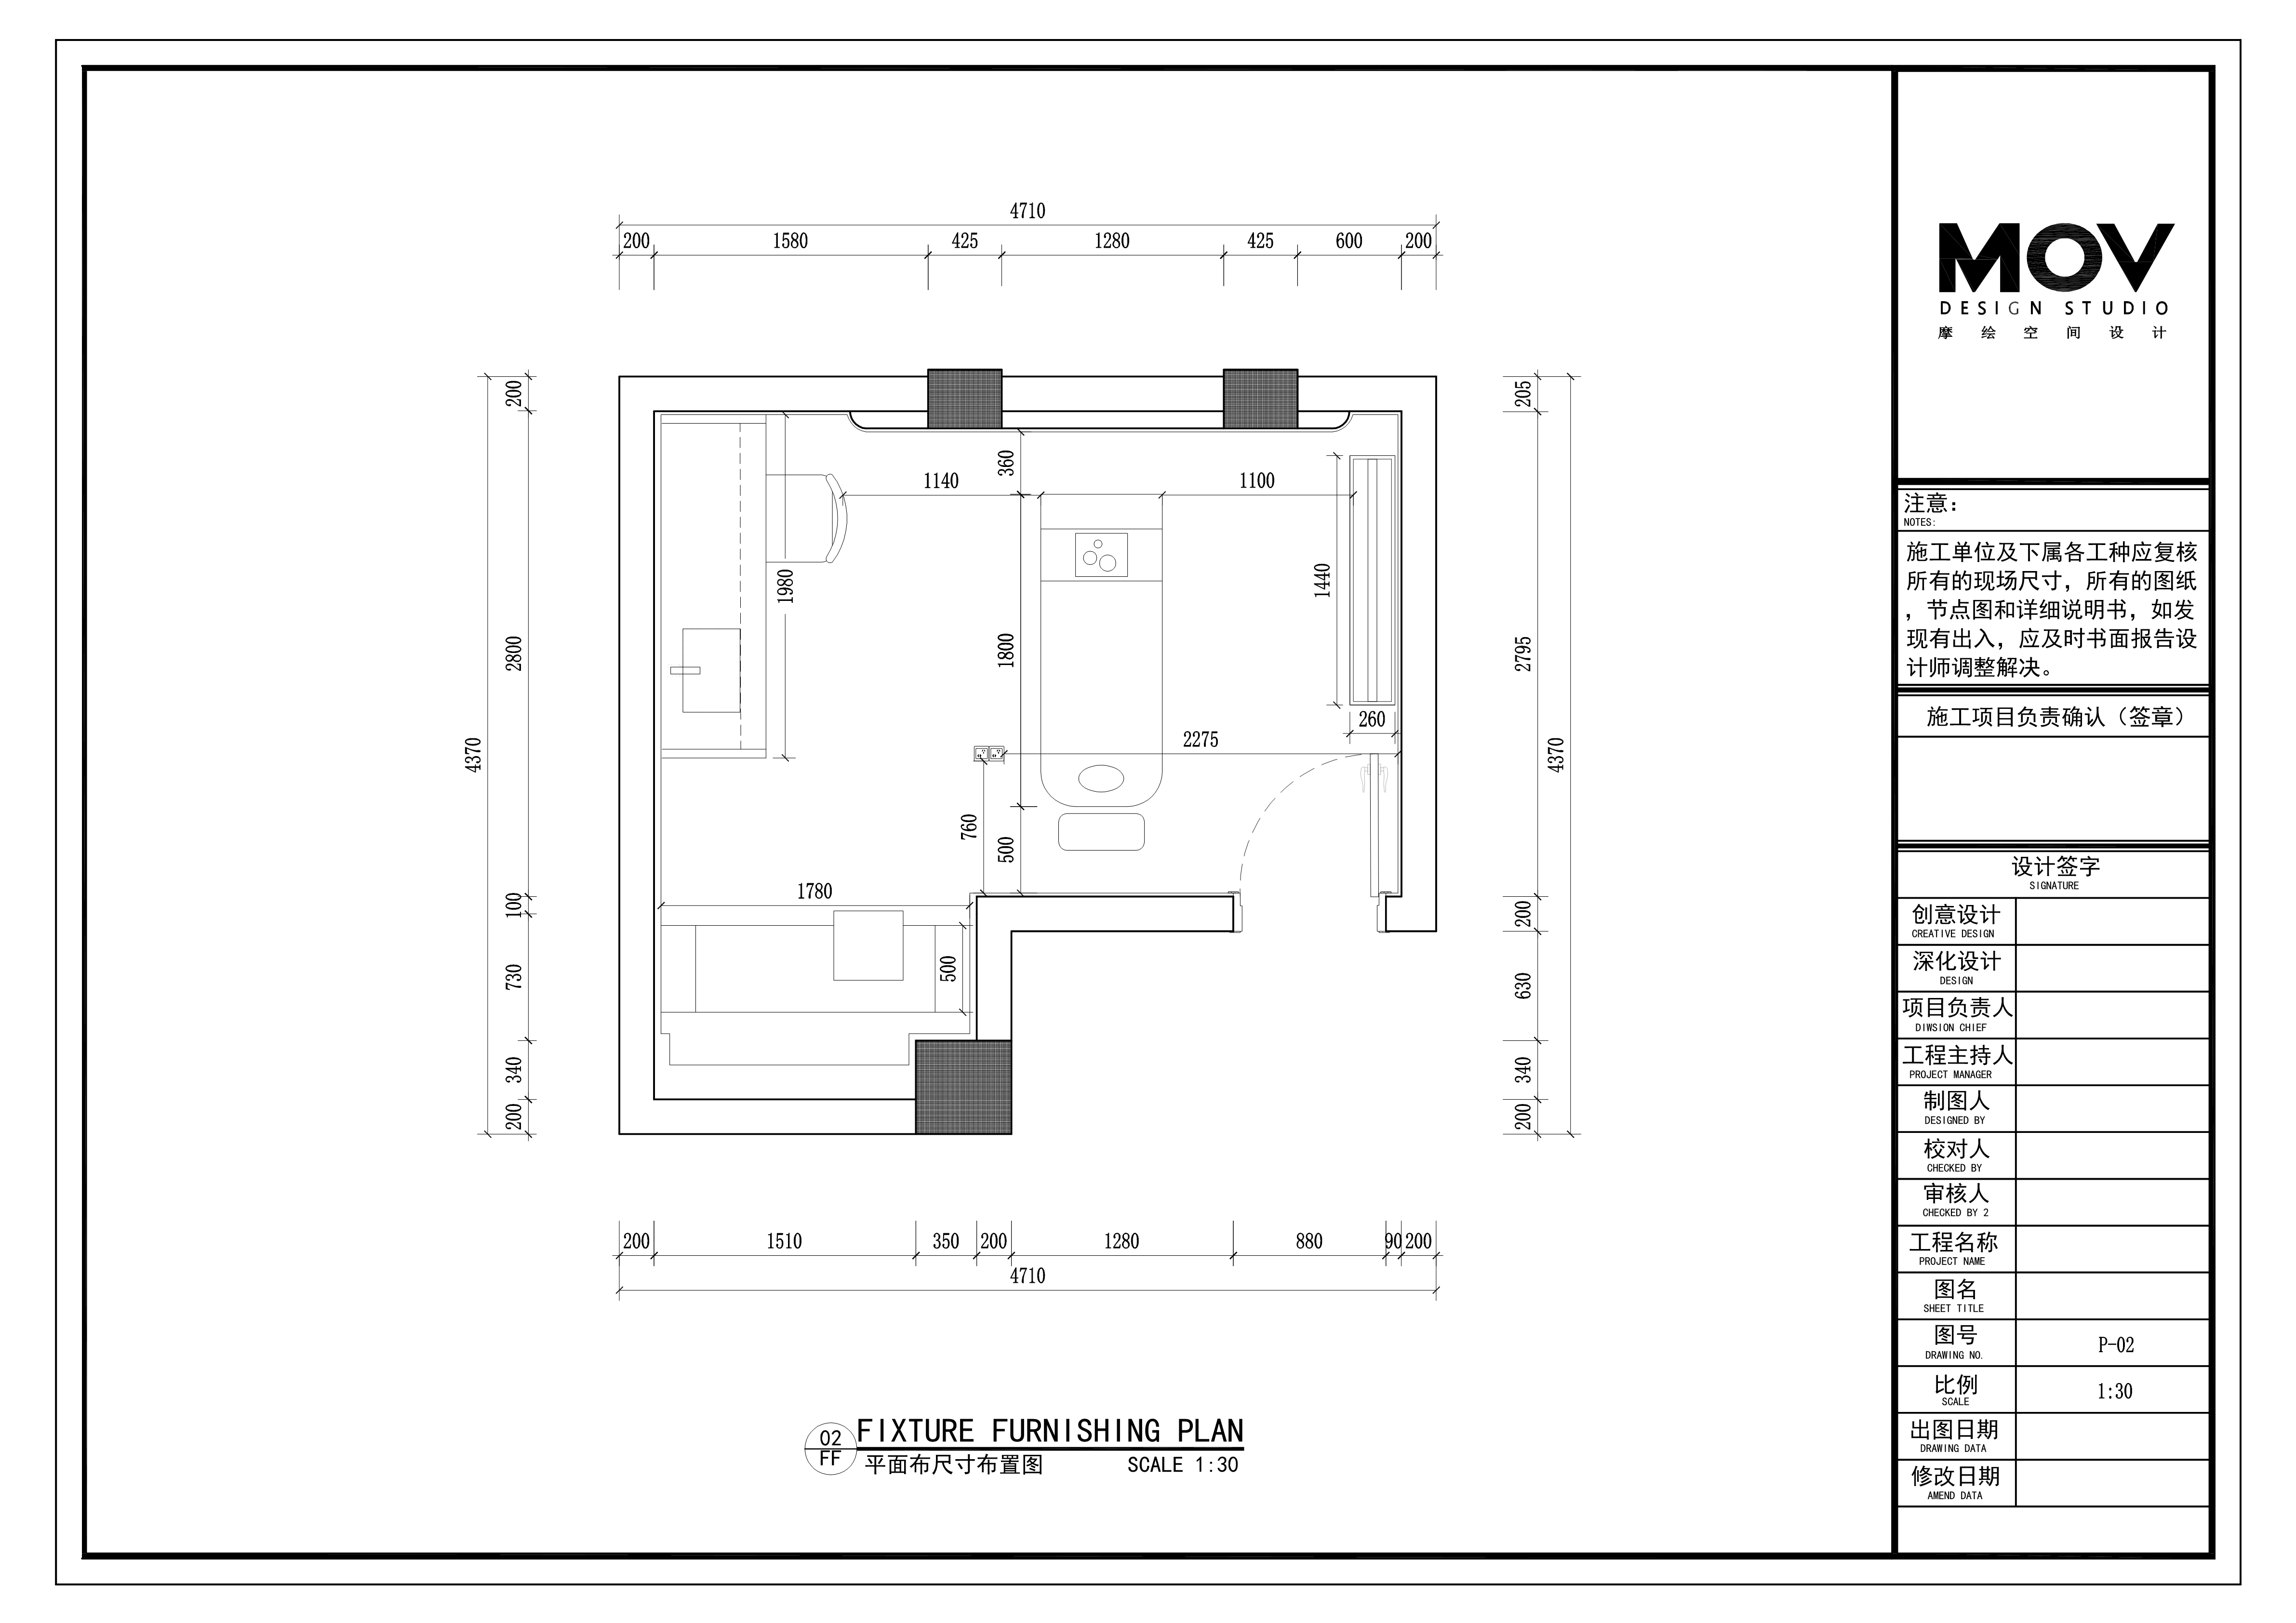 4710
200
1580
425
1280
425
600
200
4370
200
2800
100
730
340
200
360
1140
1100
1980
1440
1800
260
2275
760
500
1780
500
205
2795
200
630
340
200
4370
200
1510
350
200
1280
880
90
200
4710
02
FF
FIXTURE FURNISHING PLAN
平面布尺寸布置图
SCALE 1:30
MOV
DESIGN STUDIO
摩绘空间设计
注意：
NOTES:
施工单位及下属各工种应复核
所有的现场尺寸，所有的图纸
，节点图和详细说明书，如发
现有出入，应及时书面报告设
计师调整解决。
施工项目负责确认（签章）
设计签字
SIGNATURE
创意设计
CREATIVE DESIGN
深化设计
DESIGN
项目负责人
DIWSION CHIEF
工程主持人
PROJECT MANAGER
制图人
DESIGNED BY
校对人
CHECKED BY
审核人
CHECKED BY 2
工程名称
PROJECT NAME
图名
SHEET TITLE
图号
DRAWING NO.
P-02
比例
SCALE
1:30
出图日期
DRAWING DATA
修改日期
AMEND DATA